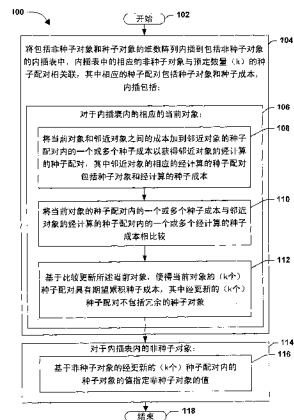 100
开始
102
104
将包括非种子对象和种子对象的维数阵列内插到包括非种子对象
的内插表中，内插表中的相应的非种子对象与预定数量（k）的种
子配对相关联，其中相应的种子配对包括种子对象和种子成本，
内插包括：
106
对于内插表内的相应的当前对象：
108
将当前对象和邻近对象之间的成本加到邻近对象的种子
配对内的一个或多个种子成本以获得邻近对象的经计算
的种子配对，其中邻近对象的相应的经计算的种子配对
包括种子对象和经计算的种子成本
110
将当前对象的种子配对内的一个或多个种子成本与邻近
对象的经计算的种子配对内的一个或多个经计算的种子
成本相比较
112
基于比较更新所述当前对象，使得当前对象的（k个）
种子配对具有期望累积种子成本，其中经更新的（k个）
种子配对不包括冗余的种子对象
114
对于内插表内的非种子对象：
116
基于非种子对象的经更新的（k个）种子配对内的
种子对象的值指定非种子对象的值
结束
118